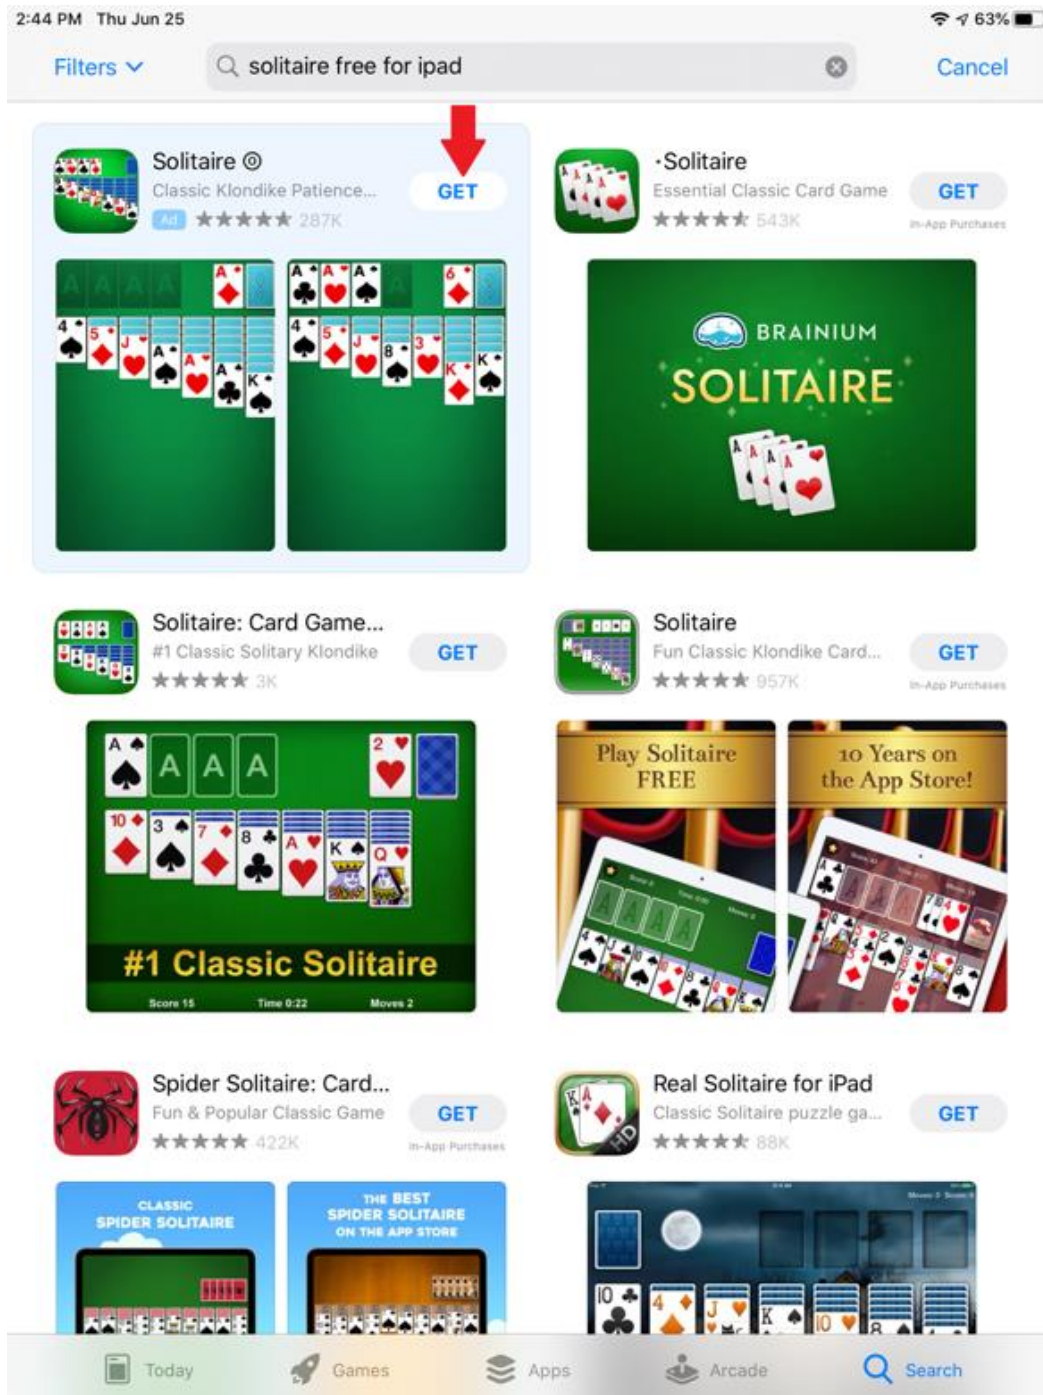 2:44 PM Thu Jun 25
63%
Filters
solitaire free for ipad
Cancel
Solitaire
Classic Klondike Patience...
Ad 287K
GET
·Solitaire
Essential Classic Card Game
543K
GET
In-App Purchases
BRAINIUM
SOLITAIRE
Solitaire: Card Game...
#1 Classic Solitary Klondike
3K
GET
Solitaire
Fun Classic Klondike Card...
957K
GET
In-App Purchases
#1 Classic Solitaire
Score 15 Time 0:22 Moves 2
Play Solitaire
FREE
10 Years on
the App Store!
Spider Solitaire: Card...
Fun & Popular Classic Game
422K
GET
In-App Purchases
Real Solitaire for iPad
Classic Solitaire puzzle ga...
88K
GET
HD
CLASSIC
SPIDER SOLITAIRE
THE BEST
SPIDER SOLITAIRE
ON THE APP STORE
Today
Games
Apps
Arcade
Search